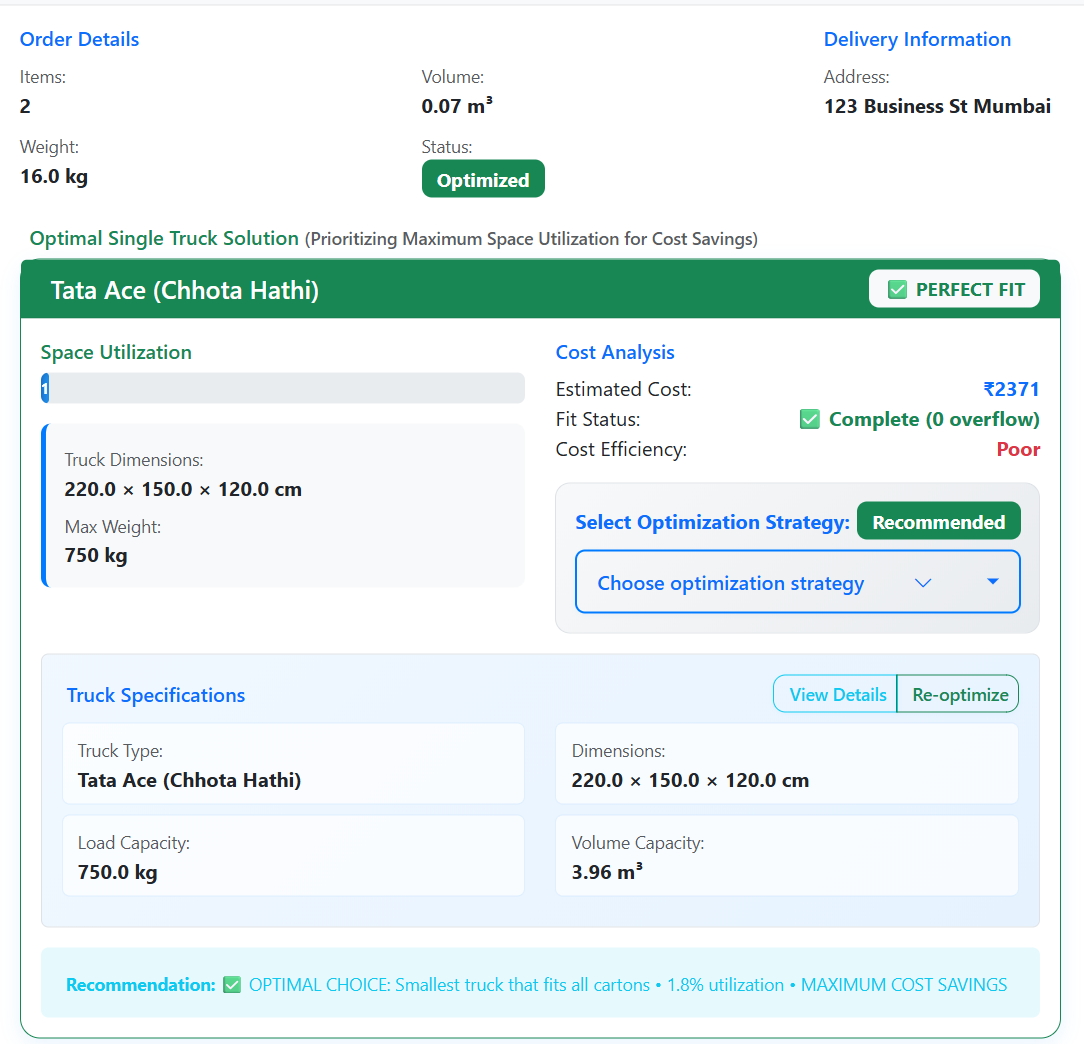 Order Details
Delivery Information
Items:
Volume:
Address:
2
0.07 m³
123 Business St Mumbai
Weight:
Status:
16.0 kg
Optimized
Optimal Single Truck Solution (Prioritizing Maximum Space Utilization for Cost Savings)
Tata Ace (Chhota Hathi)
✅ PERFECT FIT
Space Utilization
1
Truck Dimensions:
220.0 × 150.0 × 120.0 cm
Max Weight:
750 kg
Cost Analysis
Estimated Cost: ₹2371
Fit Status: ✅ Complete (0 overflow)
Cost Efficiency: Poor
Select Optimization Strategy: Recommended
Choose optimization strategy
Truck Specifications
View Details
Re-optimize
Truck Type:
Tata Ace (Chhota Hathi)
Dimensions:
220.0 × 150.0 × 120.0 cm
Load Capacity:
750.0 kg
Volume Capacity:
3.96 m³
Recommendation: ✅ OPTIMAL CHOICE: Smallest truck that fits all cartons • 1.8% utilization • MAXIMUM COST SAVINGS